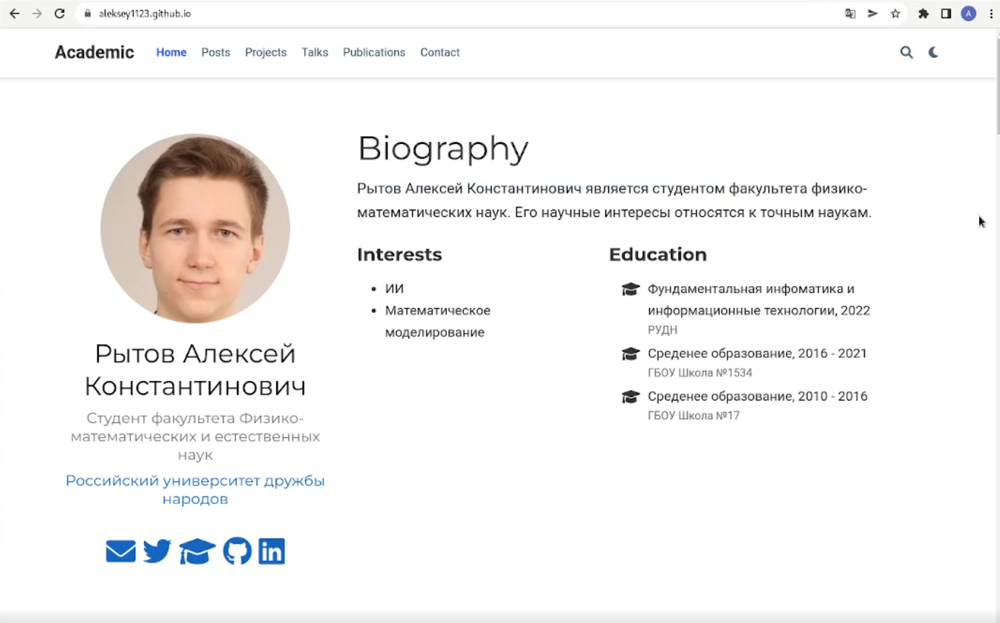 aleksey1123.github.io
A
Academic
Home Posts Projects Talks Publications Contact
Biography
Рытов Алексей Константинович является студентом факультета физико-
математических наук. Его научные интересы относятся к точным наукам.
Interests
ИИ
Математическое
моделирование
Education
Фундаментальная инфоматика и
информационные технологии, 2022
РУДН
Среденее образование, 2016 - 2021
ГБОУ Школа №1534
Среденее образование, 2010 - 2016
ГБОУ Школа №17
Рытов Алексей
Константинович
Студент факультета Физико-
математических и естественных
наук
Российский университет дружбы
народов
in